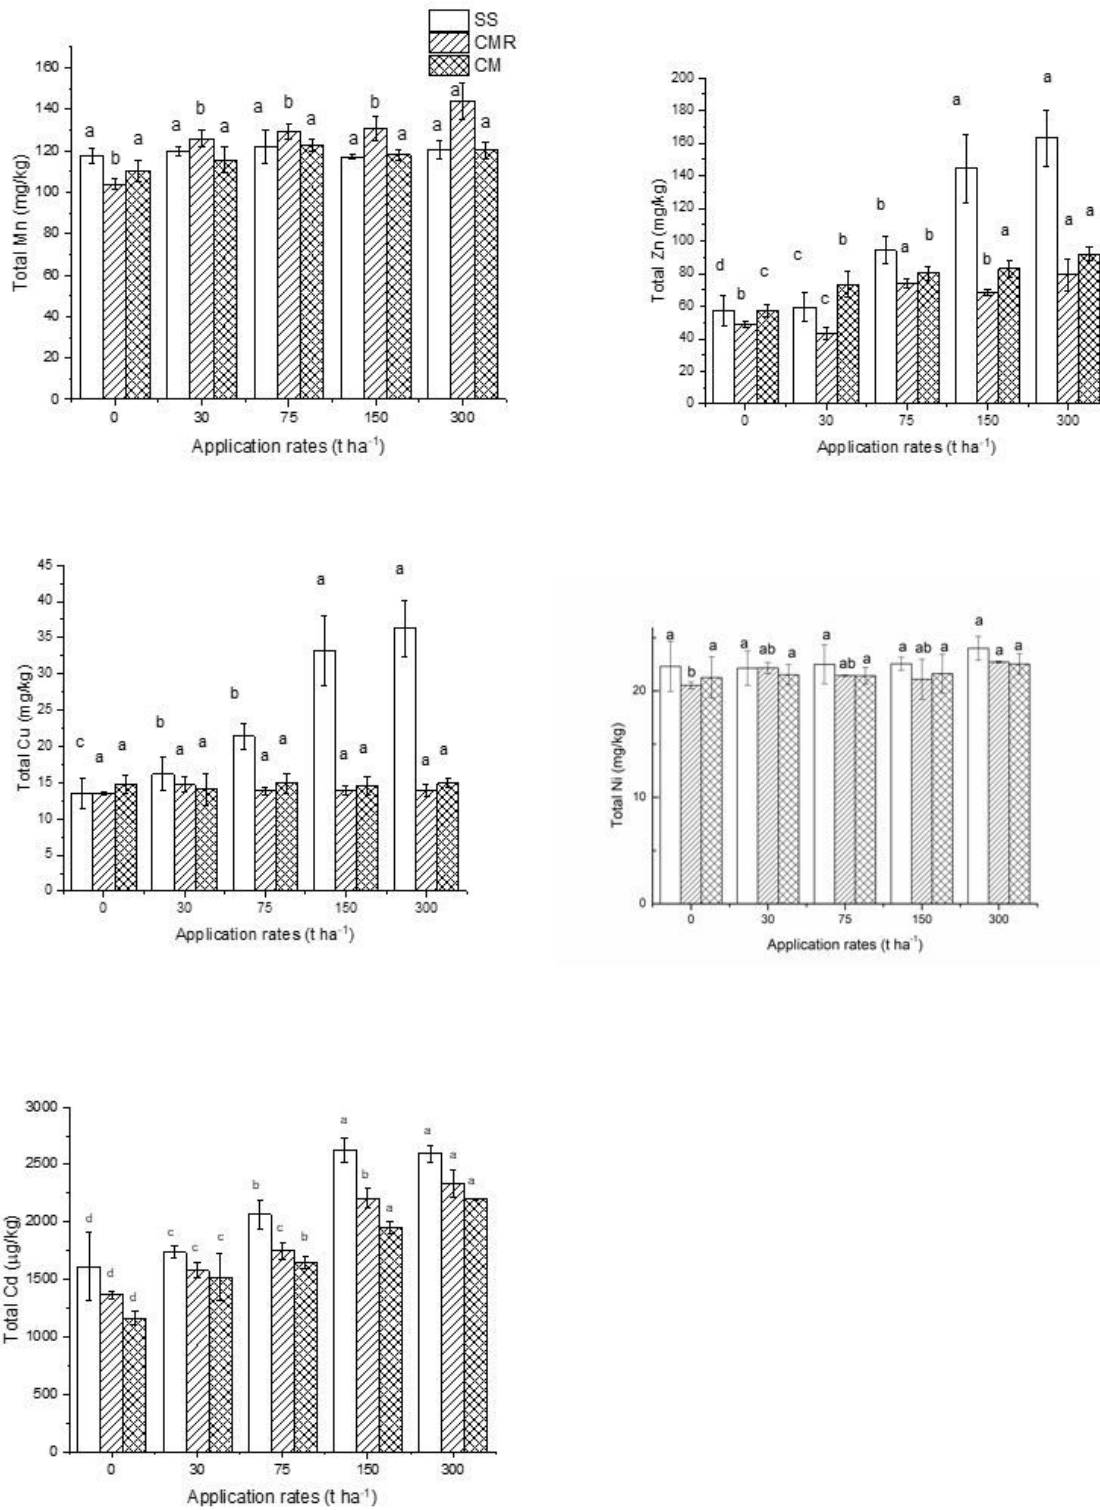 SS
CMR
CM
Total Mn (mg/kg)
160
140
120
100
80
60
40
20
0
a
b
a
a
b
a
a
b
a
a
b
a
a
a
a
0 30 75 150 300
Application rates (t ha⁻¹)
Total Zn (mg/kg)
200
180
160
140
120
100
80
60
40
20
0
d
b
c
c
c
b
b
a
b
a
b
a
a
a
a
0 30 75 150 300
Application rates (t ha⁻¹)
Total Cu (mg/kg)
45
40
35
30
25
20
15
10
5
0
c
a
a
b
a
a
b
a
a
a
a
a
a
a
a
0 30 75 150 300
Application rates (t ha⁻¹)
Total Ni (mg/kg)
20
10
0
a
b
a
a
ab
a
a
ab
a
a
ab
a
a
a
a
0 30 75 150 300
Application rates (t ha⁻¹)
Total Cd (µg/kg)
3000
2500
2000
1500
1000
500
0
d
d
d
c
c
c
b
c
b
a
b
a
a
a
a
0 30 75 150 300
Application rates (t ha⁻¹)